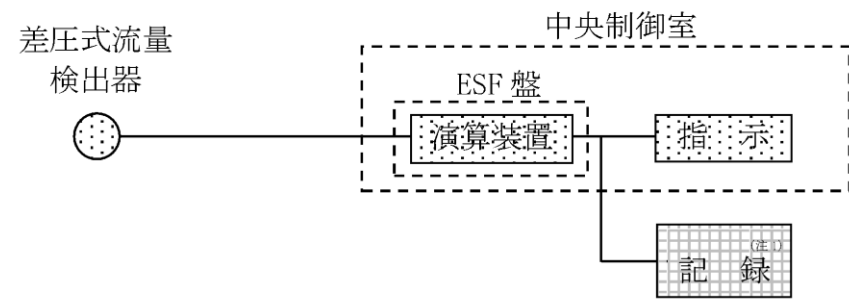 中央制御室
差圧式流量
検出器
ESF 盤
演算装置
指 示
(注1)
記 録